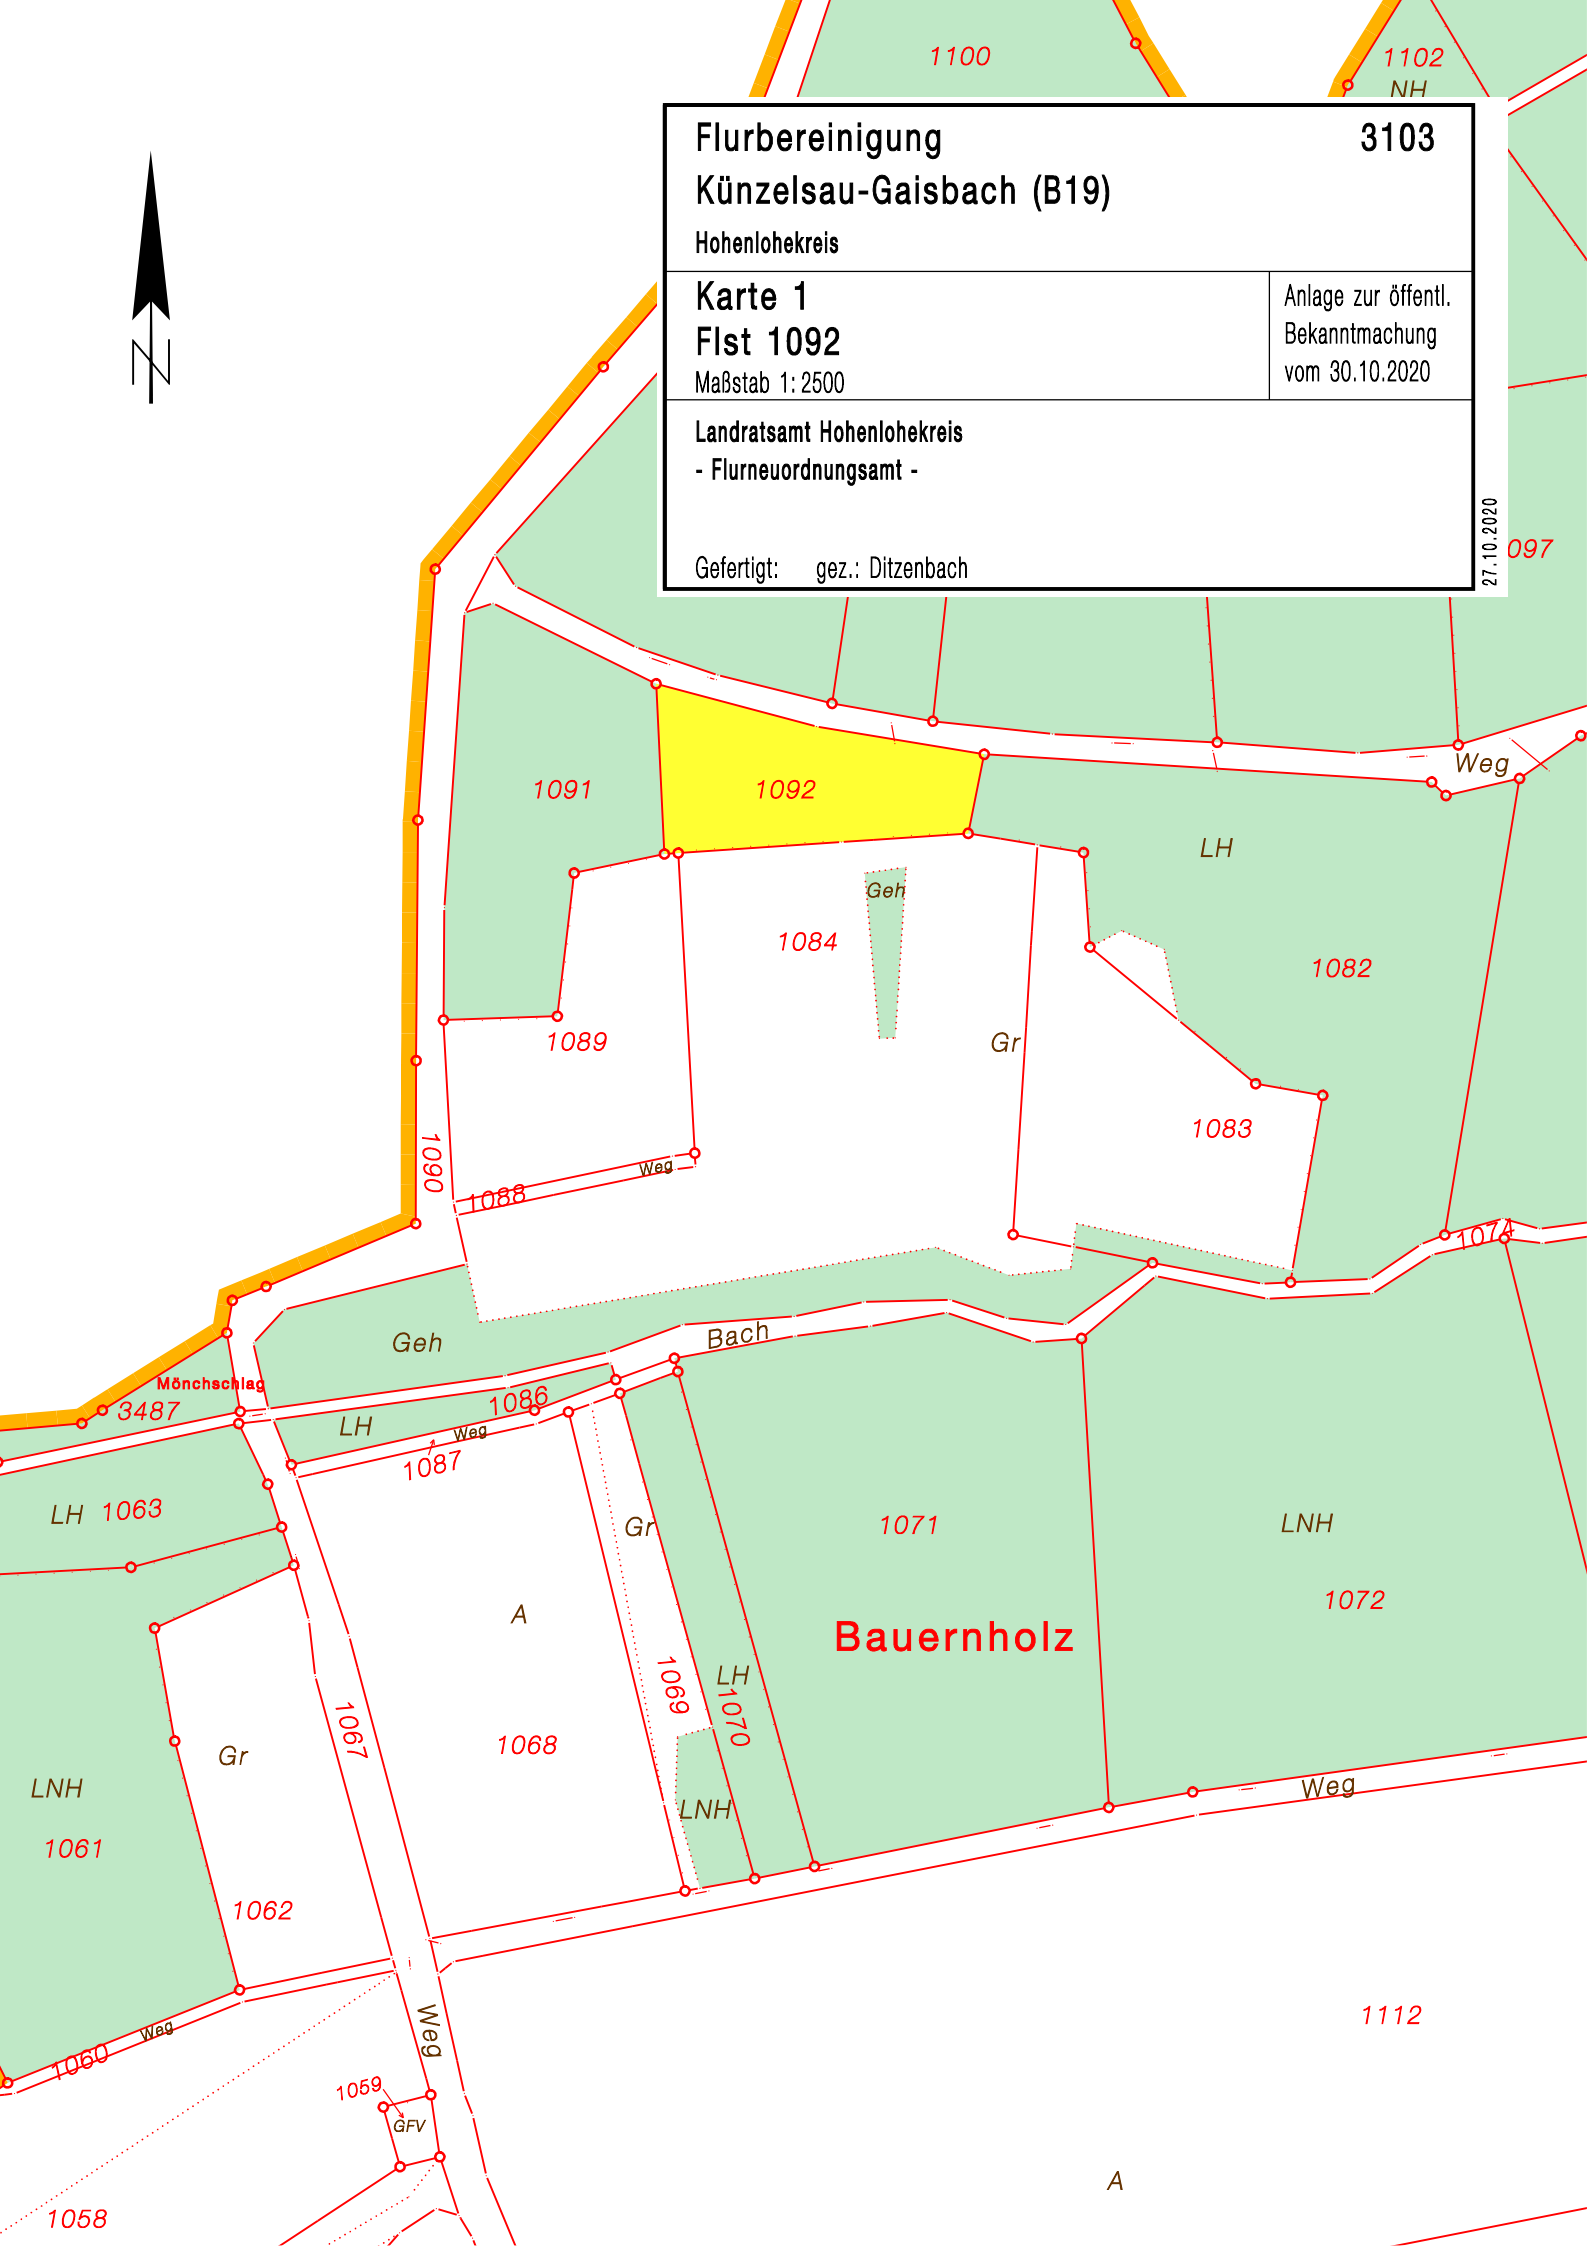 1100
1102
NH
Flurbereinigung 3103
Künzelsau-Gaisbach (B19)
Hohenlohekreis
Karte 1
Flst 1092
Maßstab 1:2500
Anlage zur öffentl.
Bekanntmachung
vom 30.10.2020
Landratsamt Hohenlohekreis
- Flurneuordnungsamt -
Gefertigt: gez.: Ditzenbach
27.10.2020
097
N
Weg
1091
1092
LH
Geh
1084
1082
1089
Gr
1083
1090
Weg
1088
1074
Geh
Bach
Mönchschlag
3487
1086
LH
Weg
1087
LH 1063
Gr
1071
LNH
1072
A
Bauernholz
1069
LH
1070
1067
1068
Gr
LNH
1061
LNH
Weg
1062
Weg
1112
Weg
1060
1059
GFV
A
1058